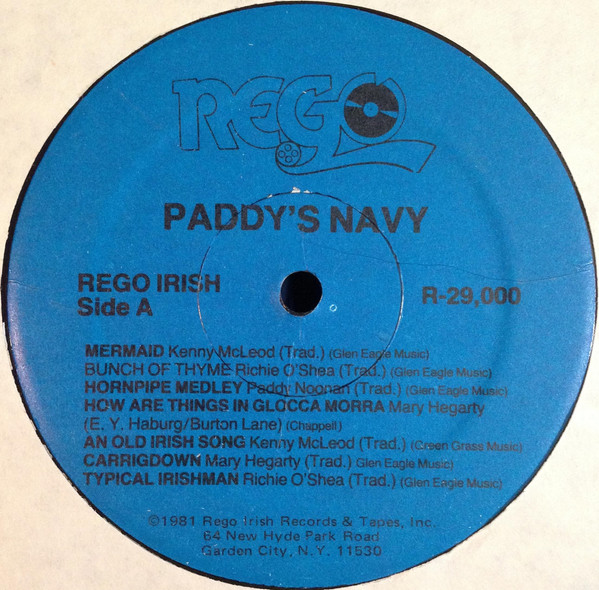 REGO
PADDY'S NAVY
REGO IRISH
Side A
R-29,000
MERMAID Kenny McLeod (Trad.) (Glen Eagle Music)
BUNCH OF THYME Richie O'Shea (Trad.) (Glen Eagle Music)
HORNPIPE MEDLEY Paddy Noonan (Trad.) (Glen Eagle Music)
HOW ARE THINGS IN GLOCCA MORRA Mary Hegarty
(E. Y. Haburg/Burton Lane) (Chappell)
AN OLD IRISH SONG Kenny McLeod (Trad.) (Green Grass Music)
CARRIGDOWN Mary Hegarty (Trad.) Glen Eagle Music)
TYPICAL IRISHMAN Richie O'Shea (Trad.) (Glen Eagle Music)
©1981 Rego Irish Records & Tapes, Inc.
64 New Hyde Park Road
Garden City, N.Y. 11530